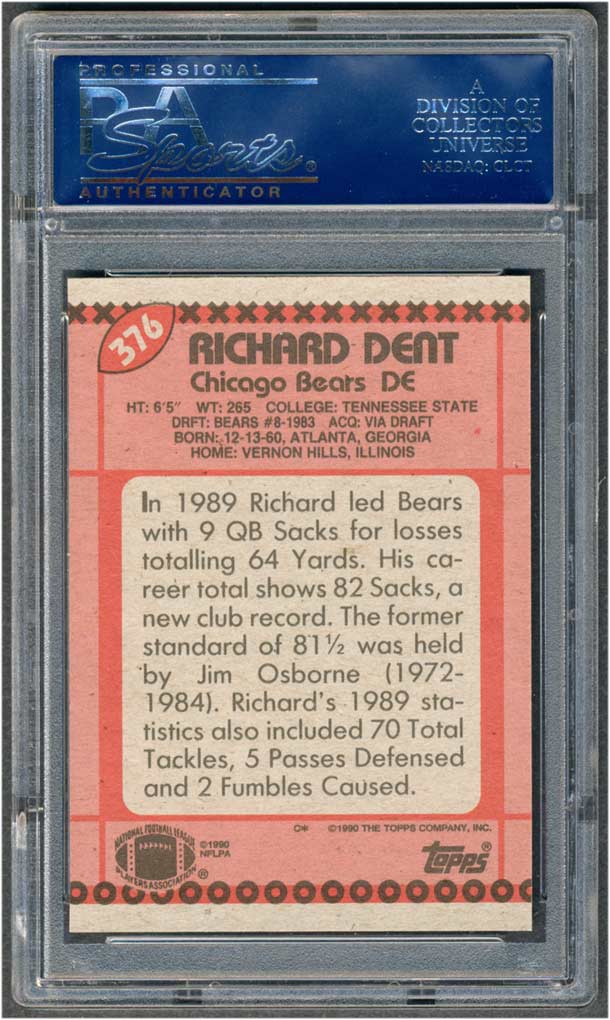 PROFESSIONAL
PSA
Sports®
AUTHENTICATOR
A
DIVISION OF
COLLECTORS
UNIVERSE
NASDAQ: CLCT
376
RICHARD DENT
Chicago Bears DE
HT: 6'5" WT: 265 COLLEGE: TENNESSEE STATE
DRFT: BEARS #8-1983 ACQ: VIA DRAFT
BORN: 12-13-60, ATLANTA, GEORGIA
HOME: VERNON HILLS, ILLINOIS
In 1989 Richard led Bears
with 9 QB Sacks for losses
totalling 64 Yards. His ca-
reer total shows 82 Sacks, a
new club record. The former
standard of 81½ was held
by Jim Osborne (1972-
1984). Richard's 1989 sta-
tistics also included 70 Total
Tackles, 5 Passes Defensed
and 2 Fumbles Caused.
C* ©1990 THE TOPPS COMPANY, INC.
NATIONAL FOOTBALL LEAGUE
PLAYERS ASSOCIATION®
©1990
NFLPA
topps®